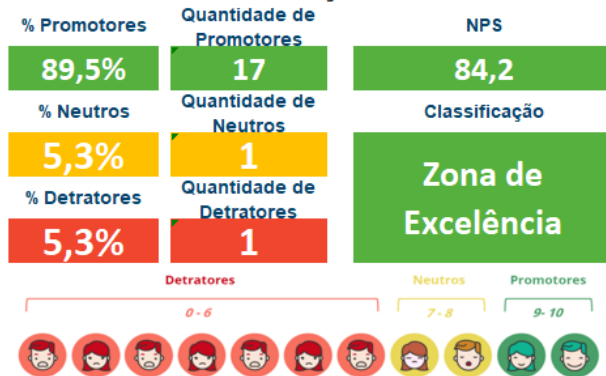 % Promotores
Quantidade de
Promotores
NPS
89,5%
17
84,2
% Neutros
Quantidade de
Neutros
Classificação
5,3%
1
Zona de
Excelência
% Detratores
Quantidade de
Detratores
5,3%
1
Detratores
Neutros
Promotores
0 - 6
7 - 8
9- 10